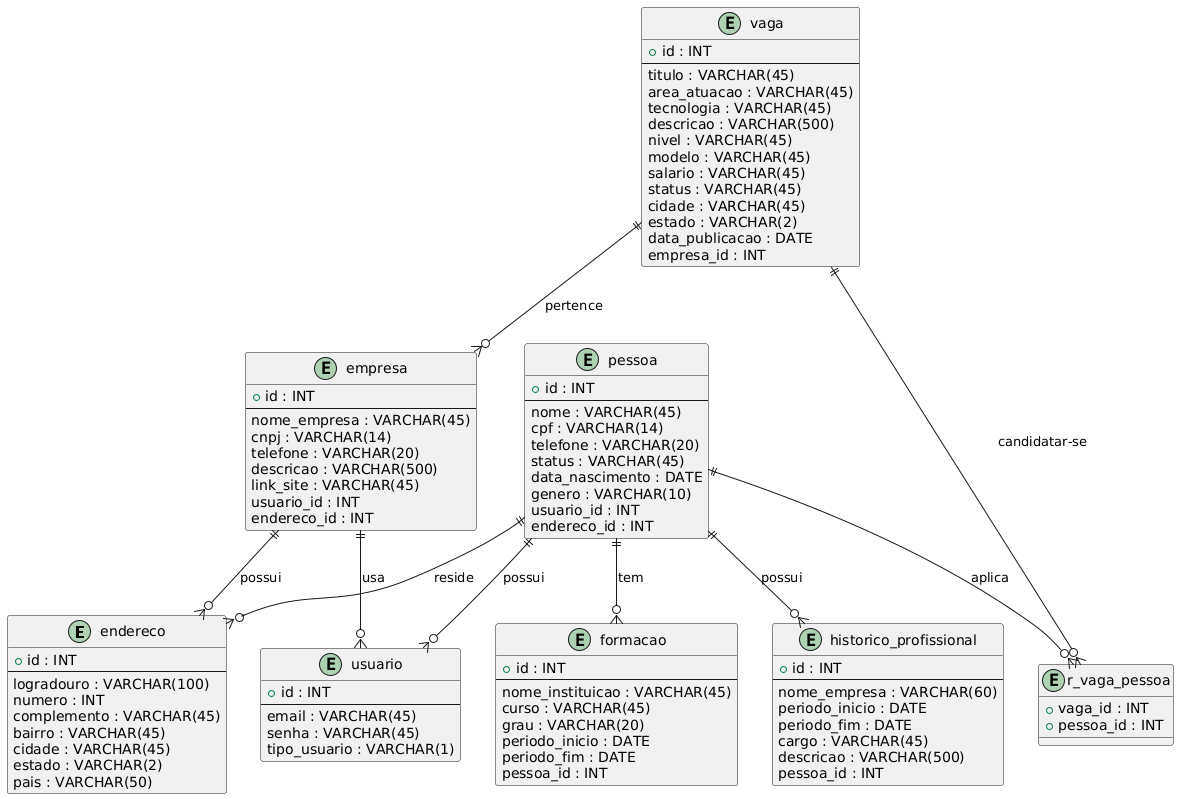 E vaga
id : INT
titulo : VARCHAR(45)
area_atuacao : VARCHAR(45)
tecnologia : VARCHAR(45)
descricao : VARCHAR(500)
nivel : VARCHAR(45)
modelo : VARCHAR(45)
salario : VARCHAR(45)
status : VARCHAR(45)
cidade : VARCHAR(45)
estado : VARCHAR(2)
data_publicacao : DATE
empresa_id : INT
pertence
candidatar-se
E empresa
id : INT
nome_empresa : VARCHAR(45)
cnpj : VARCHAR(14)
telefone : VARCHAR(20)
descricao : VARCHAR(500)
link_site : VARCHAR(45)
usuario_id : INT
endereco_id : INT
E pessoa
id : INT
nome : VARCHAR(45)
cpf : VARCHAR(14)
telefone : VARCHAR(20)
status : VARCHAR(45)
data_nascimento : DATE
genero : VARCHAR(10)
usuario_id : INT
endereco_id : INT
possui
usa
reside
possui
tem
possui
aplica
E endereco
id : INT
logradouro : VARCHAR(100)
numero : INT
complemento : VARCHAR(45)
bairro : VARCHAR(45)
cidade : VARCHAR(45)
estado : VARCHAR(2)
pais : VARCHAR(50)
E usuario
id : INT
email : VARCHAR(45)
senha : VARCHAR(45)
tipo_usuario : VARCHAR(1)
E formacao
id : INT
nome_instituicao : VARCHAR(45)
curso : VARCHAR(45)
grau : VARCHAR(20)
periodo_inicio : DATE
periodo_fim : DATE
pessoa_id : INT
E historico_profissional
id : INT
nome_empresa : VARCHAR(60)
periodo_inicio : DATE
periodo_fim : DATE
cargo : VARCHAR(45)
descricao : VARCHAR(500)
pessoa_id : INT
E r_vaga_pessoa
vaga_id : INT
pessoa_id : INT